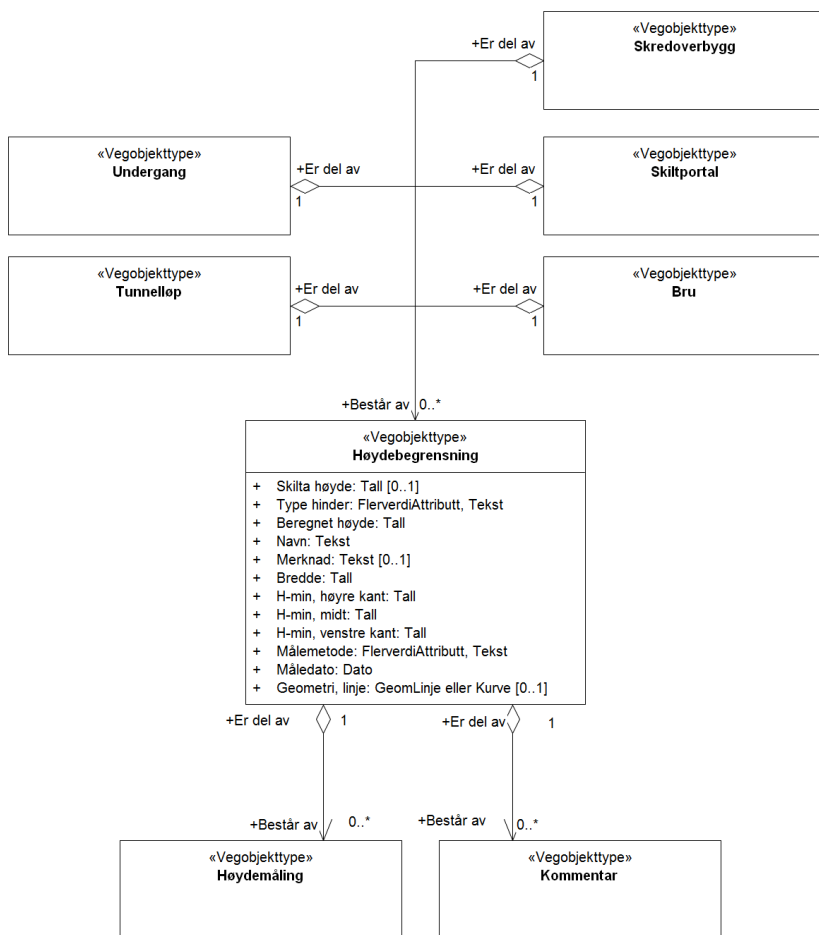 «Vegobjekttype»
Skredoverbygg
+Er del av
1
«Vegobjekttype»
Undergang
+Er del av
1
+Er del av
1
«Vegobjekttype»
Skiltportal
«Vegobjekttype»
Tunnelløp
+Er del av
1
+Er del av
1
«Vegobjekttype»
Bru
+Består av 0..*
«Vegobjekttype»
Høydebegrensning
+ Skilta høyde: Tall [0..1]
+ Type hinder: FlerverdiAttributt, Tekst
+ Beregnet høyde: Tall
+ Navn: Tekst
+ Merknad: Tekst [0..1]
+ Bredde: Tall
+ H-min, høyre kant: Tall
+ H-min, midt: Tall
+ H-min, venstre kant: Tall
+ Målemetode: FlerverdiAttributt, Tekst
+ Måledato: Dato
+ Geometri, linje: GeomLinje eller Kurve [0..1]
+Er del av 1
+Er del av 1
+Består av 0..*
+Består av 0..*
«Vegobjekttype»
Høydemåling
«Vegobjekttype»
Kommentar